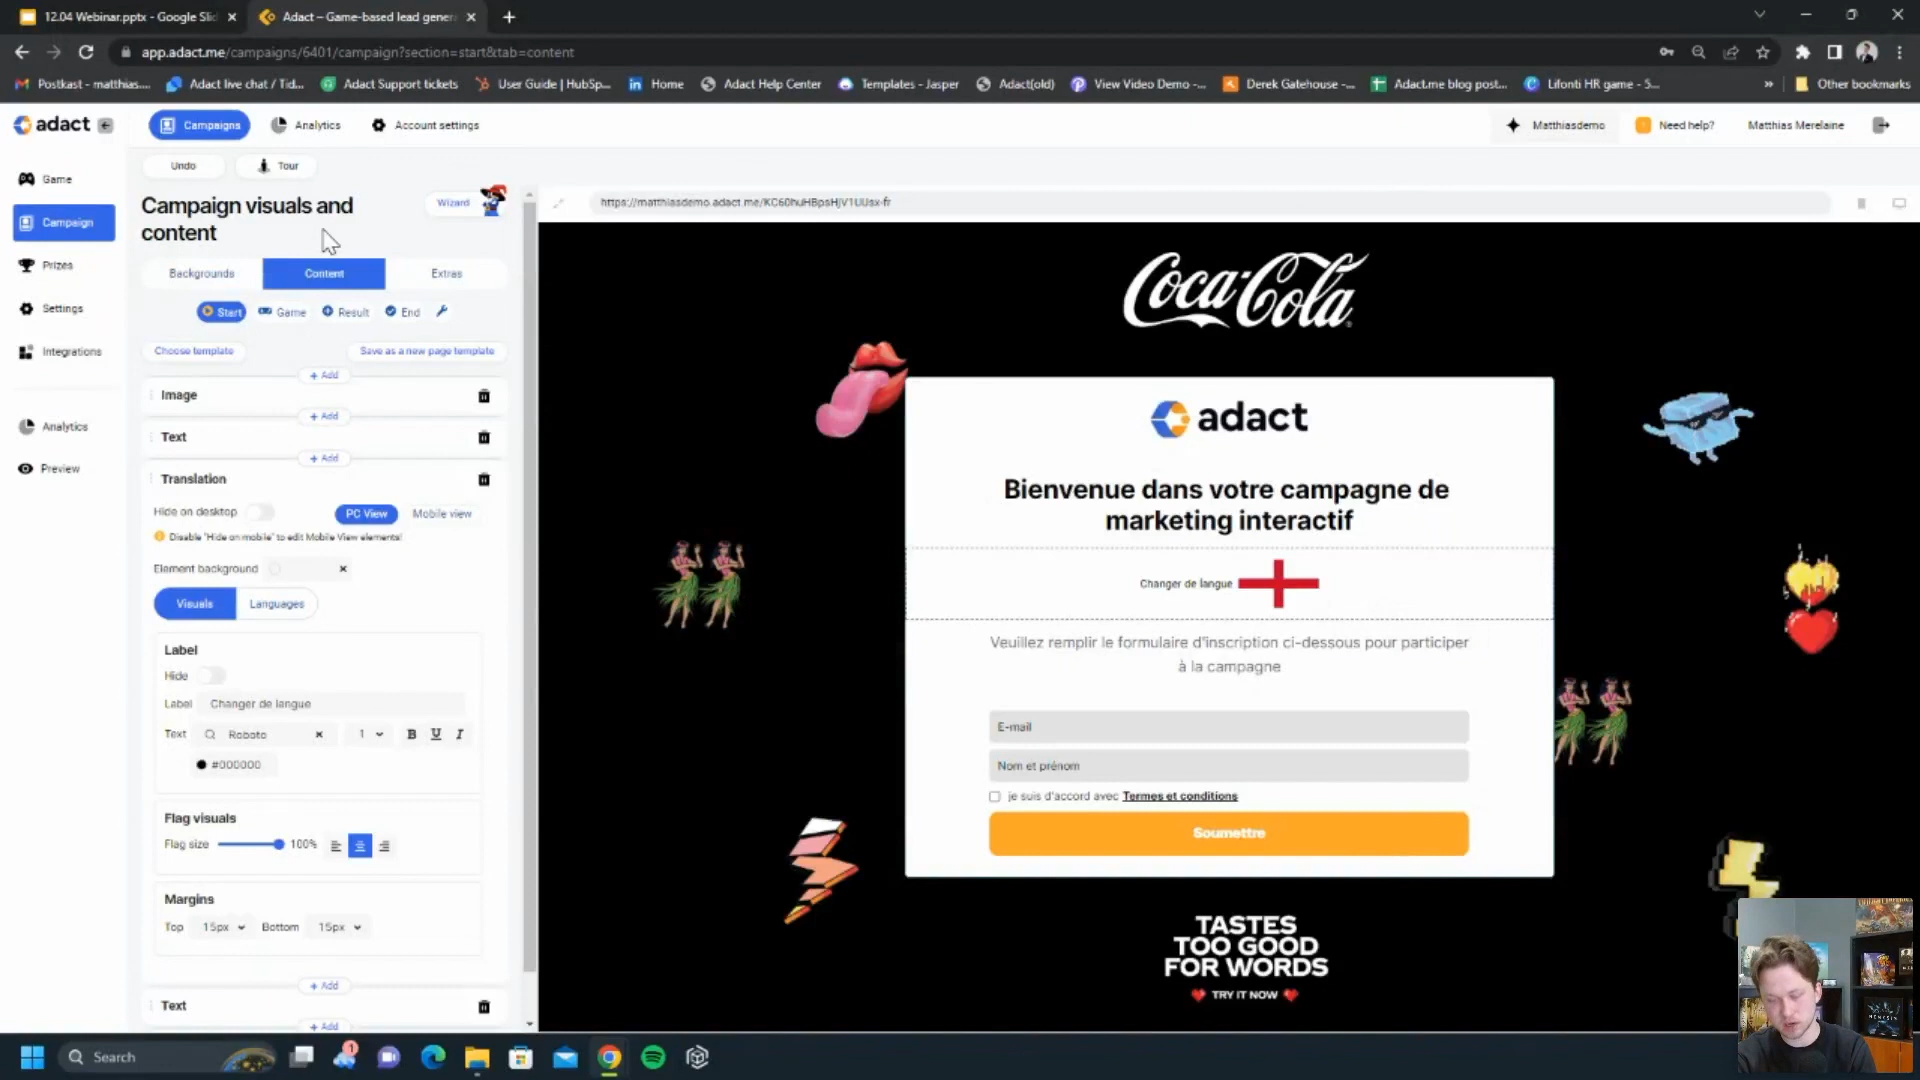 12.04 Webinar.pptx - Google Slid
Adact – Game-based lead genera
app.adact.me/campaigns/6401/campaign?section=start&tab=content
Postkast - matthias....
Adact live chat / Tid...
Adact Support tickets
User Guide | HubSp...
Home
Adact Help Center
Templates - Jasper
Adact(old)
View Video Demo -...
Derek Gatehouse -...
Adact.me blog post...
Lifonti HR game - S...
Other bookmarks
adact
Campaigns
Analytics
Account settings
Matthiasdemo
Need help?
Matthias Merelaine
Undo
Tour
Game
Campaign
Prizes
Settings
Integrations
Analytics
Preview
Campaign visuals and
content
Wizard
Backgrounds
Content
Extras
Start
Game
Result
End
Choose template
Save as a new page template
+ Add
Image
+ Add
Text
+ Add
Translation
Hide on desktop
PC View
Mobile view
Disable 'Hide on mobile' to edit Mobile View elements!
Element background
Visuals
Languages
Label
Hide
Label
Changer de langue
Text
Roboto
1
B U I
#000000
Flag visuals
Flag size
100%
Margins
Top
15px
Bottom
15px
+ Add
Text
+ Add
Coca-Cola
adact
Bienvenue dans votre campagne de
marketing interactif
Changer de langue
Veuillez remplir le formulaire d'inscription ci-dessous pour participer
à la campagne
E-mail
Nom et prénom
je suis d'accord avec Termes et conditions
Soumettre
TASTES
TOO GOOD
FOR WORDS
TRY IT NOW
Search
1